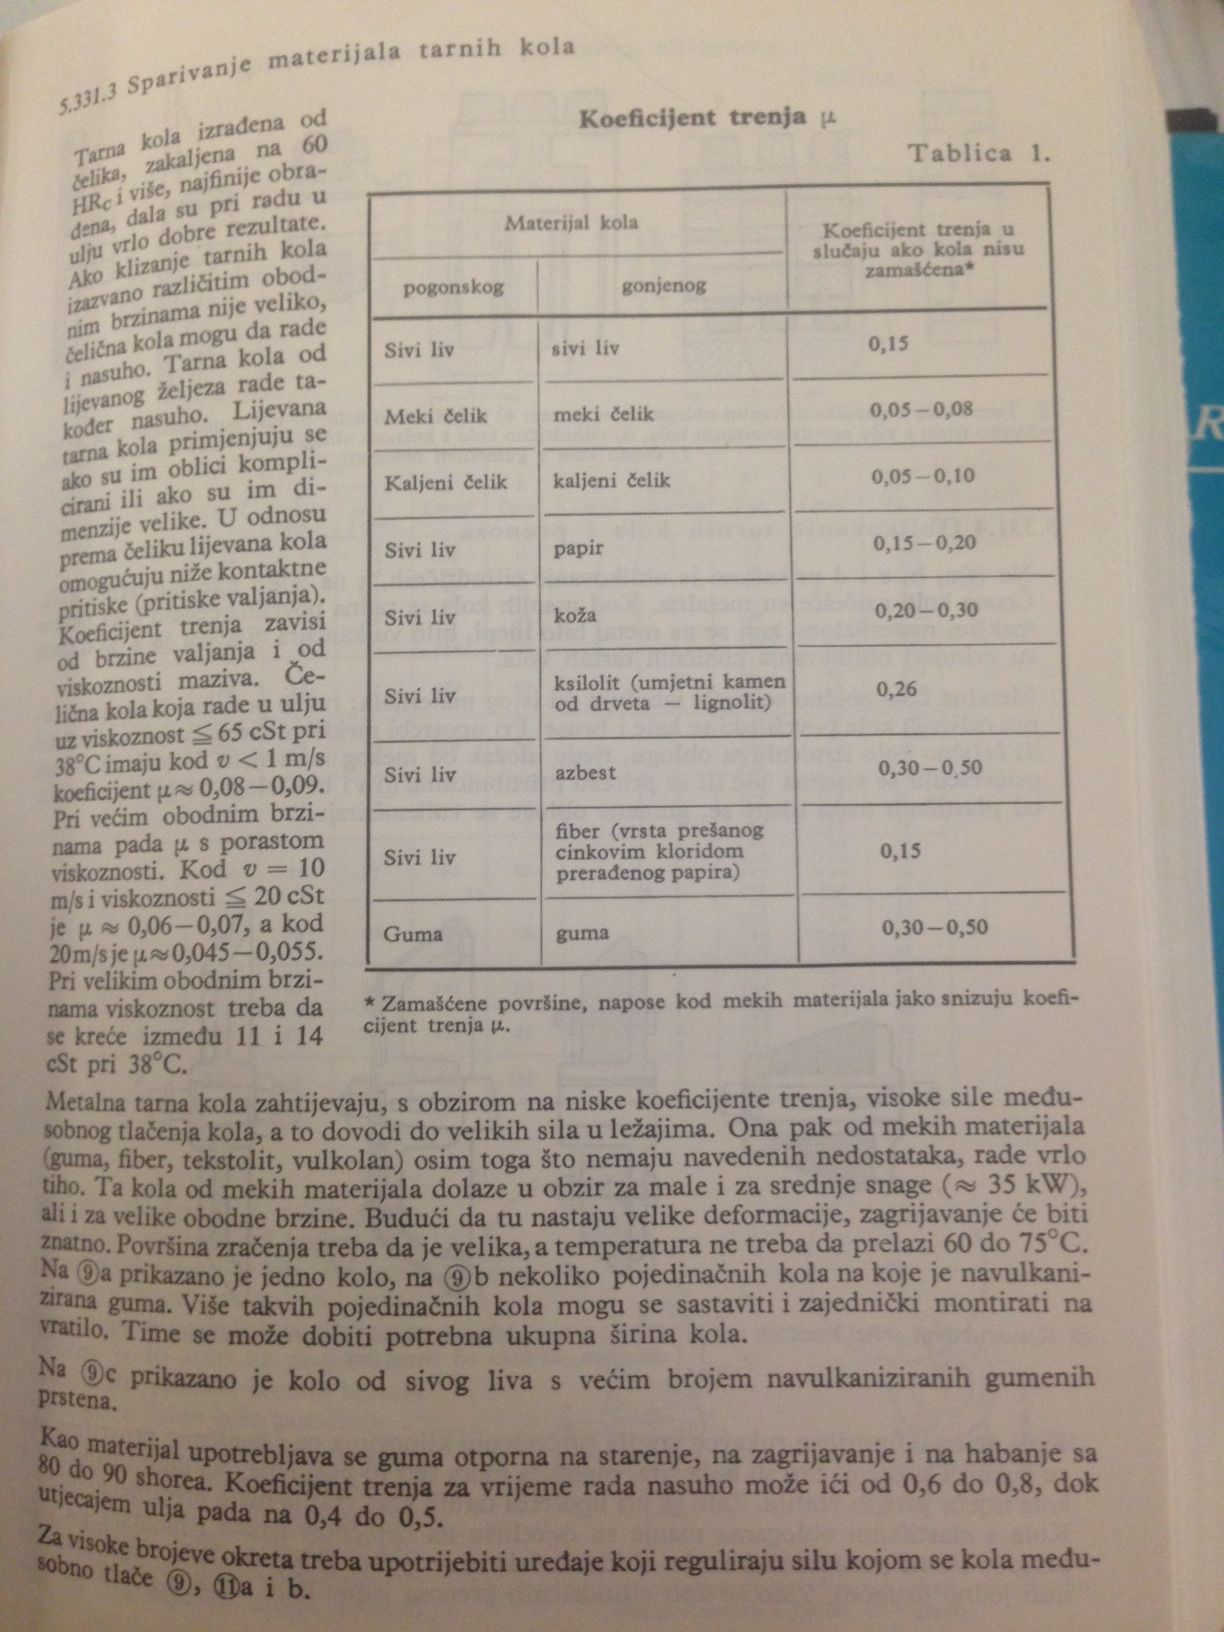 5.331.3 Sparivanje materijala tarnih kola
Tarna kola izrađena od
čelika, zakaljena na 60
HRc i više, najfinije obra-
đena, dala su pri radu u
ulju vrlo dobre rezultate.
Ako klizanje tarnih kola
izazvano različitim obod-
nim brzinama nije veliko,
čelična kola mogu da rade
i nasuho. Tarna kola od
lijevanog željeza rade ta-
kođer nasuho. Lijevana
tarna kola primjenjuju se
ako su im oblici kompli-
cirani ili ako su im di-
menzije velike. U odnosu
prema čeliku lijevana kola
omogućuju niže kontaktne
pritiske (pritiske valjanja).
Koeficijent trenja zavisi
od brzine valjanja i od
viskoznosti maziva. Če-
lična kola koja rade u ulju
uz viskoznost ≦ 65 cSt pri
38°C imaju kod v < 1 m/s
koeficijent μ ≈ 0,08—0,09.
Pri većim obodnim brzi-
nama pada μ s porastom
viskoznosti. Kod v = 10
m/s i viskoznosti ≦ 20 cSt
je μ ≈ 0,06—0,07, a kod
20 m/s je μ ≈ 0,045—0,055.
Pri velikim obodnim brzi-
nama viskoznost treba da
se kreće između 11 i 14
cSt pri 38°C.
Koeficijent trenja μ
Tablica 1.
Materijal kola
Koeficijent trenja u
slučaju ako kola nisu
zamašćena*
pogonskog gonjenog
Sivi liv sivi liv 0,15
Meki čelik meki čelik 0,05—0,08
Kaljeni čelik kaljeni čelik 0,05—0,10
Sivi liv papir 0,15—0,20
Sivi liv koža 0,20—0,30
Sivi liv ksilolit (umjetni kamen
od drveta — lignolit) 0,26
Sivi liv azbest 0,30—0,50
Sivi liv fiber (vrsta prešanog
cinkovim kloridom
prerađenog papira) 0,15
Guma guma 0,30—0,50
* Zamašćene površine, napose kod mekih materijala jako snizuju koefi-
cijent trenja μ.
Metalna tarna kola zahtijevaju, s obzirom na niske koeficijente trenja, visoke sile među-
sobnog tlačenja kola, a to dovodi do velikih sila u ležajima. Ona pak od mekih materijala
(guma, fiber, tekstolit, vulkolan) osim toga što nemaju navedenih nedostataka, rade vrlo
tiho. Ta kola od mekih materijala dolaze u obzir za male i za srednje snage (≈ 35 kW),
ali i za velike obodne brzine. Budući da tu nastaju velike deformacije, zagrijavanje će biti
znatno. Površina zračenja treba da je velika, a temperatura ne treba da prelazi 60 do 75°C.
Na ⑨a prikazano je jedno kolo, na ⑨b nekoliko pojedinačnih kola na koje je navulkani-
zirana guma. Više takvih pojedinačnih kola mogu se sastaviti i zajednički montirati na
vratilo. Time se može dobiti potrebna ukupna širina kola.
Na ⑨c prikazano je kolo od sivog liva s većim brojem navulkaniziranih gumenih
prstena.
Kao materijal upotrebljava se guma otporna na starenje, na zagrijavanje i na habanje sa
80 do 90 shorea. Koeficijent trenja za vrijeme rada nasuho može ići od 0,6 do 0,8, dok
utjecajem ulja pada na 0,4 do 0,5.
Za visoke brojeve okreta treba upotrijebiti uređaje koji reguliraju silu kojom se kola među-
sobno tlače ⑨, ⑪a i b.
R